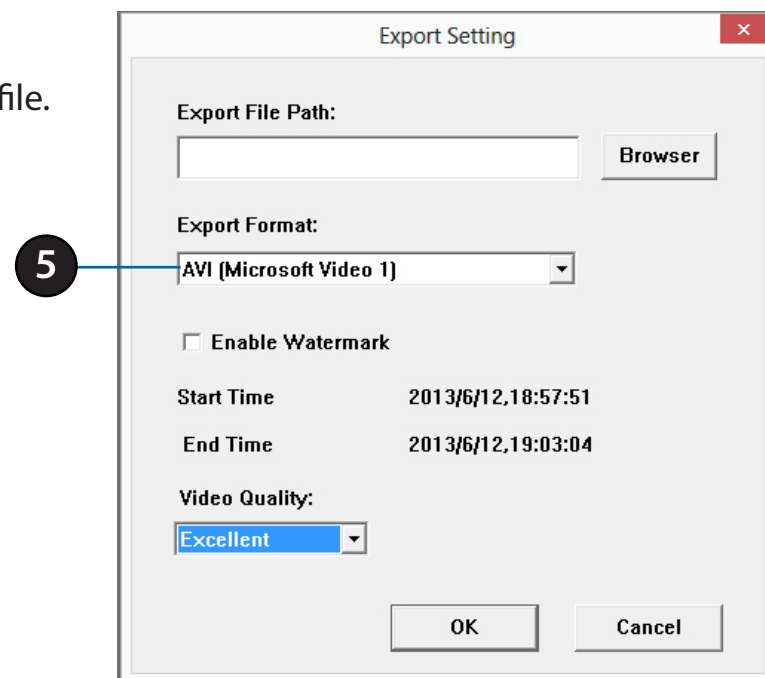 Export Setting
file.
Export File Path:
Browser
Export Format:
5
AVI (Microsoft Video 1)
Enable Watermark
Start Time 2013/6/12,18:57:51
End Time 2013/6/12,19:03:04
Video Quality:
Excellent
OK Cancel